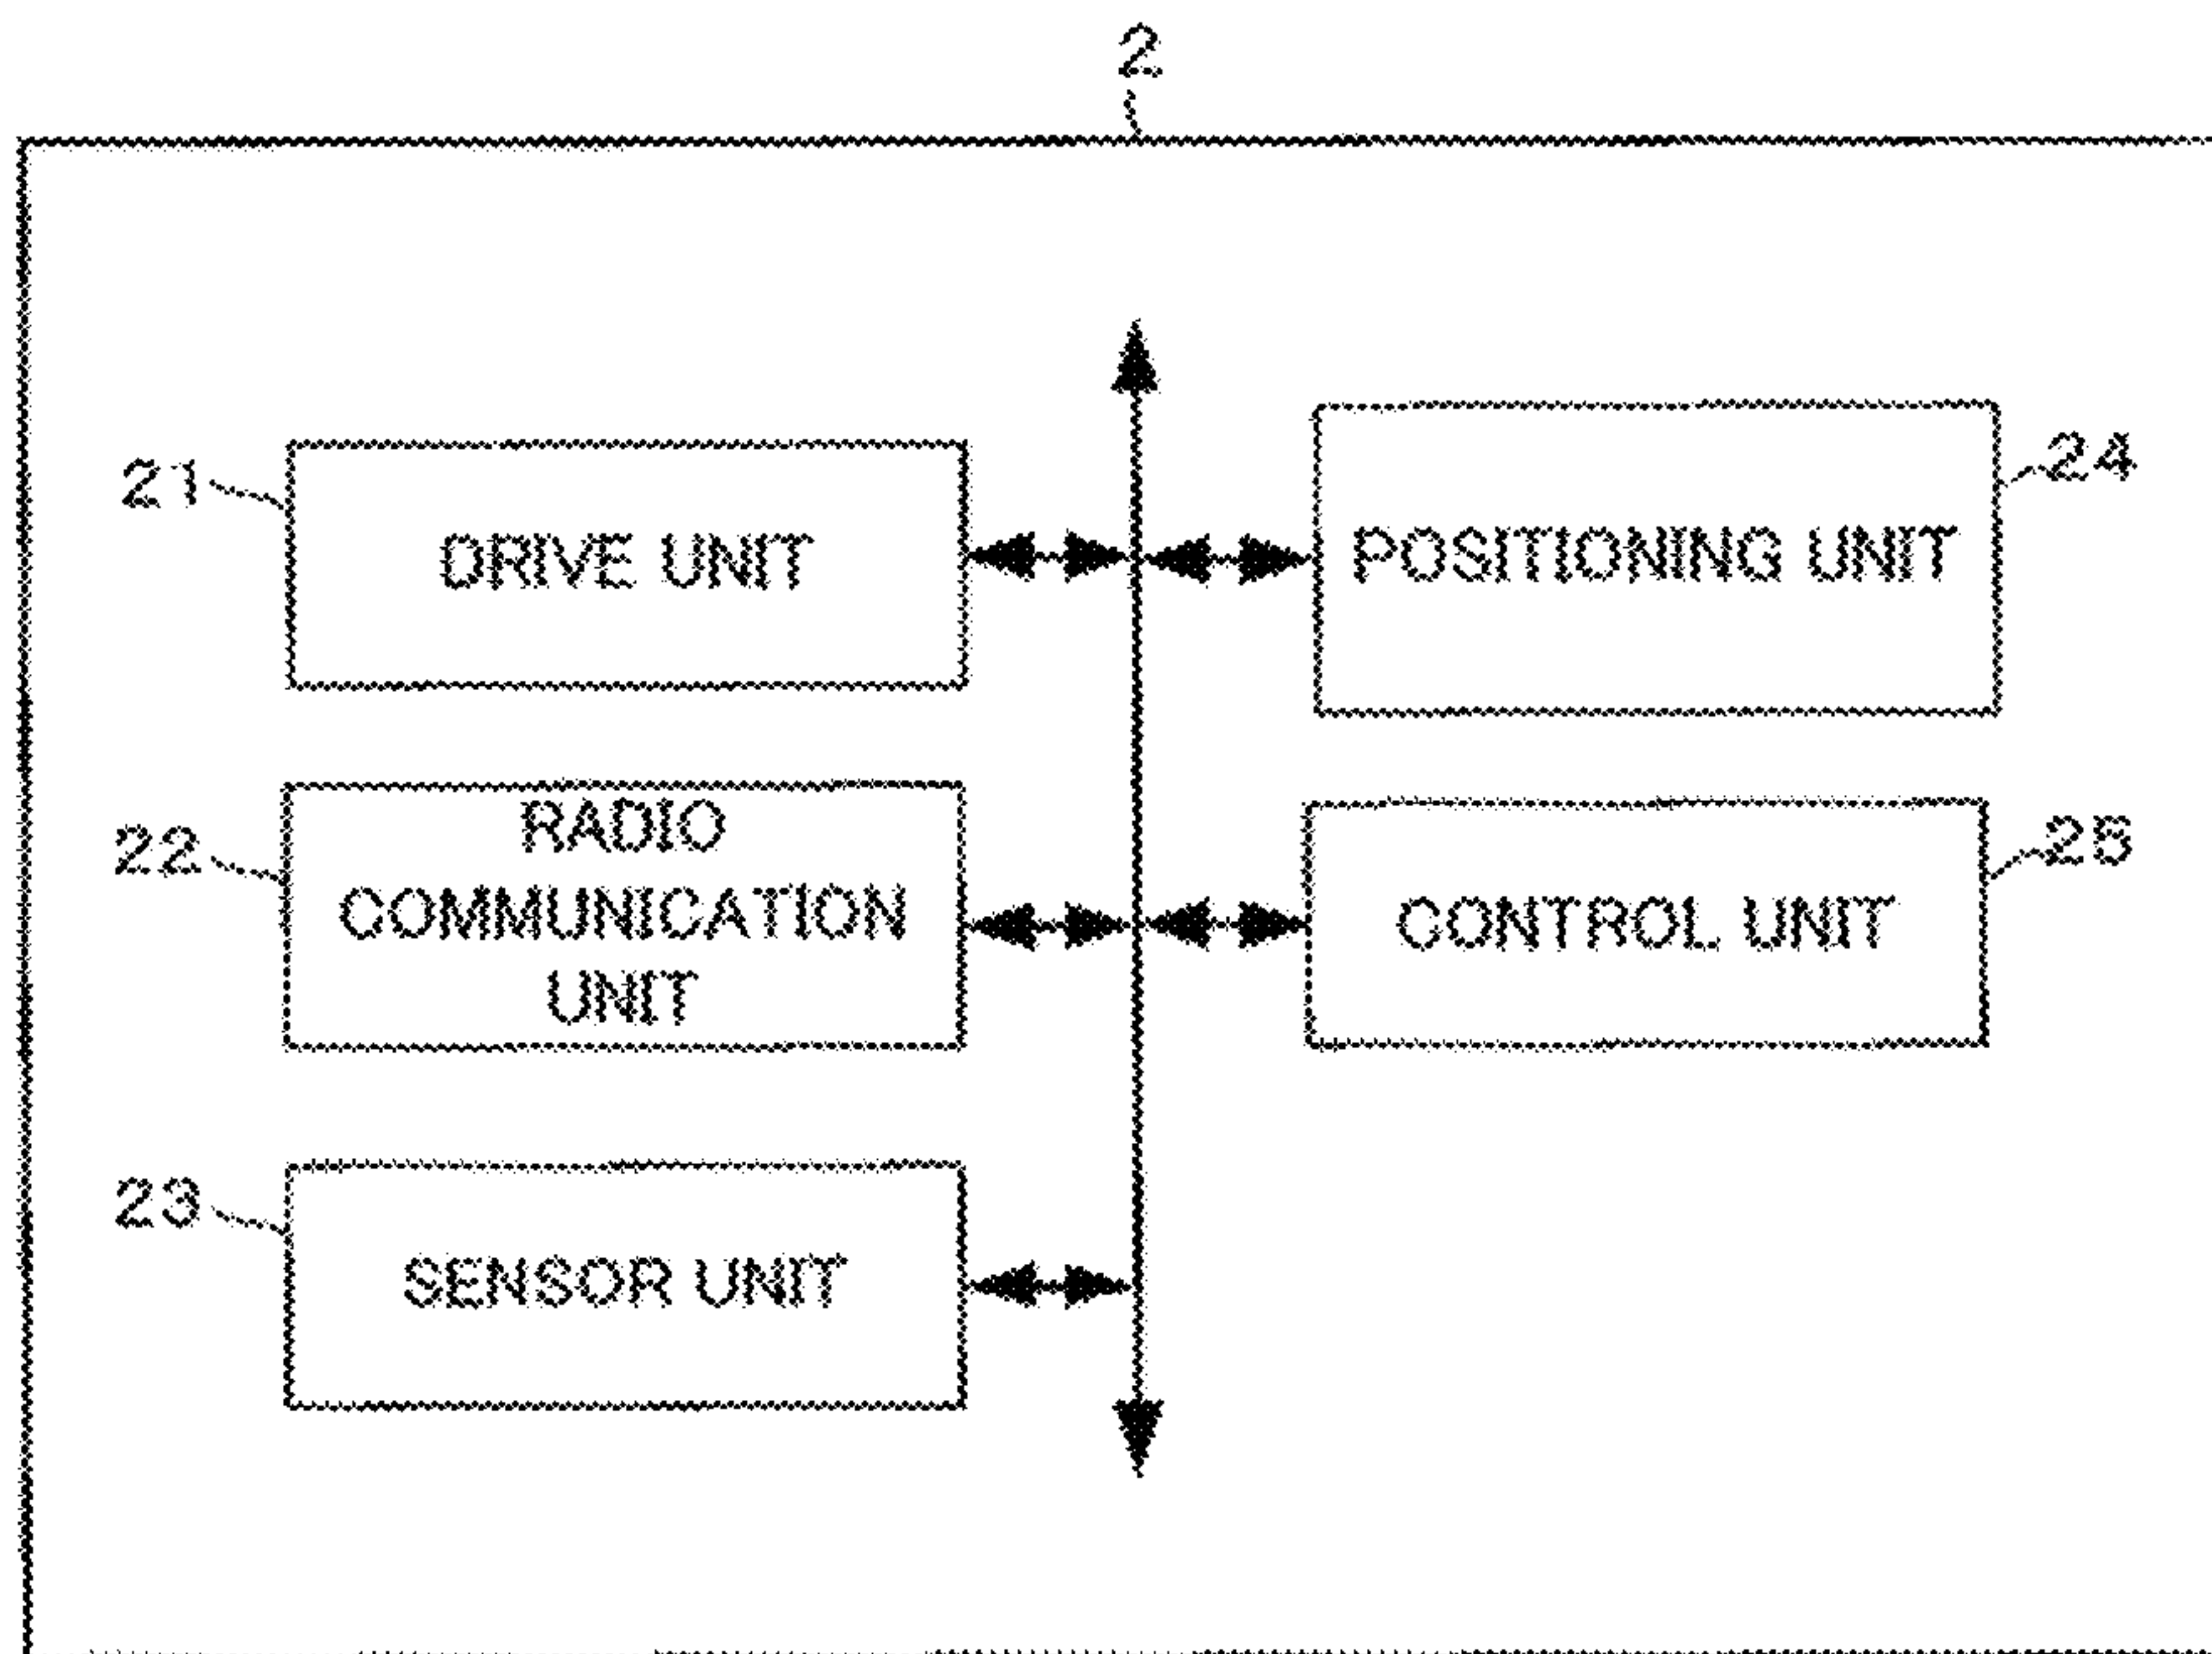 2
21
DRIVE UNIT
24
POSITIONING UNIT
22
RADIO
COMMUNICATION
UNIT
25
CONTROL UNIT
23
SENSOR UNIT